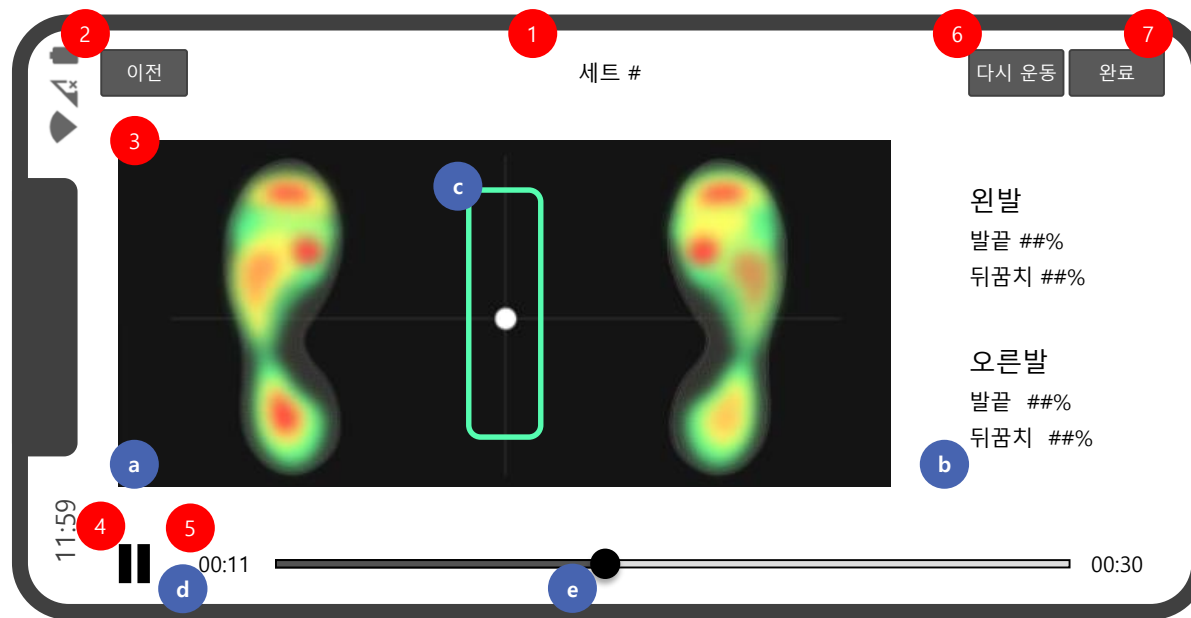 2
1
6
7
이전
세트 #
다시 운동
완료
3
c
왼발
발끝 ##%
뒤꿈치 ##%
오른발
발끝 ##%
뒤꿈치 ##%
a
b
11:59
4
5
00:11
00:30
d
e